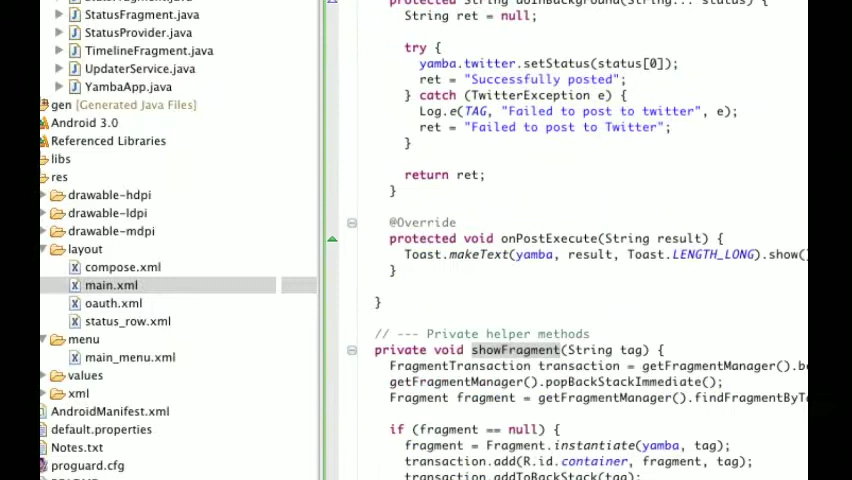 StatusFragment.java
StatusProvider.java
TimelineFragment.java
UpdaterService.java
YambaApp.java
gen [Generated Java Files]
Android 3.0
Referenced Libraries
libs
res
drawable-hdpi
drawable-ldpi
drawable-mdpi
layout
compose.xml
main.xml
oauth.xml
status_row.xml
menu
main_menu.xml
values
xml
AndroidManifest.xml
default.properties
Notes.txt
proguard.cfg
String ret = null;
try {
yamba.twitter.setStatus(status[0]);
ret = "Successfully posted";
} catch (TwitterException e) {
Log.e(TAG, "Failed to post to twitter", e);
ret = "Failed to post to Twitter";
}
return ret;
}
@Override
protected void onPostExecute(String result) {
Toast.makeText(yamba, result, Toast.LENGTH_LONG).show()
}
}
// --- Private helper methods
private void showFragment(String tag) {
FragmentTransaction transaction = getFragmentManager().be
getFragmentManager().popBackStackImmediate();
Fragment fragment = getFragmentManager().findFragmentByTa
if (fragment == null) {
fragment = Fragment.instantiate(yamba, tag);
transaction.add(R.id.container, fragment, tag);
transaction.addToBackStack(tag);